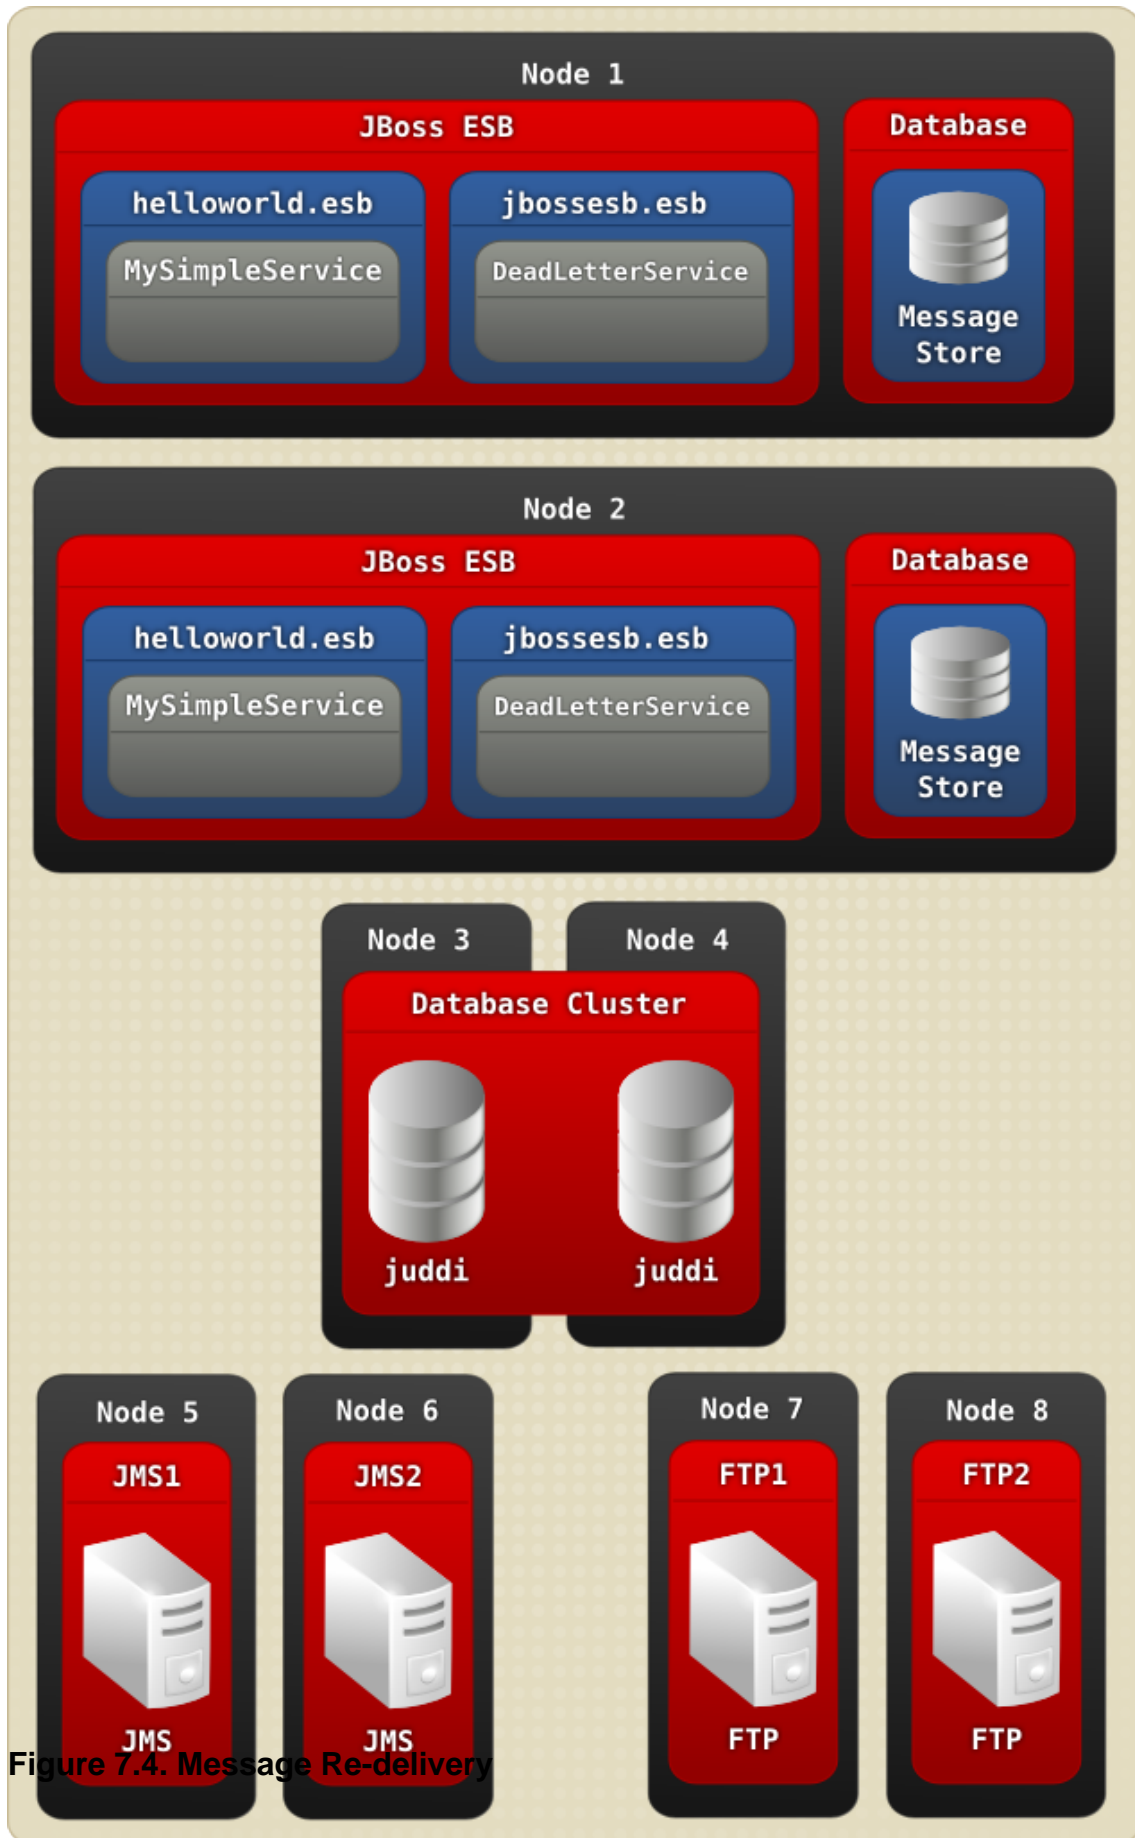 Node 1
JBoss ESB
Database
helloworld.esb
jbossesb.esb
MySimpleService
DeadLetterService
Message
Store
Node 2
JBoss ESB
Database
helloworld.esb
jbossesb.esb
MySimpleService
DeadLetterService
Message
Store
Node 3
Node 4
Database Cluster
juddi
juddi
Node 5
Node 6
Node 7
Node 8
JMS1
JMS2
FTP1
FTP2
JMS
JMS
FTP
FTP
Figure 7.4. Message Re-delivery